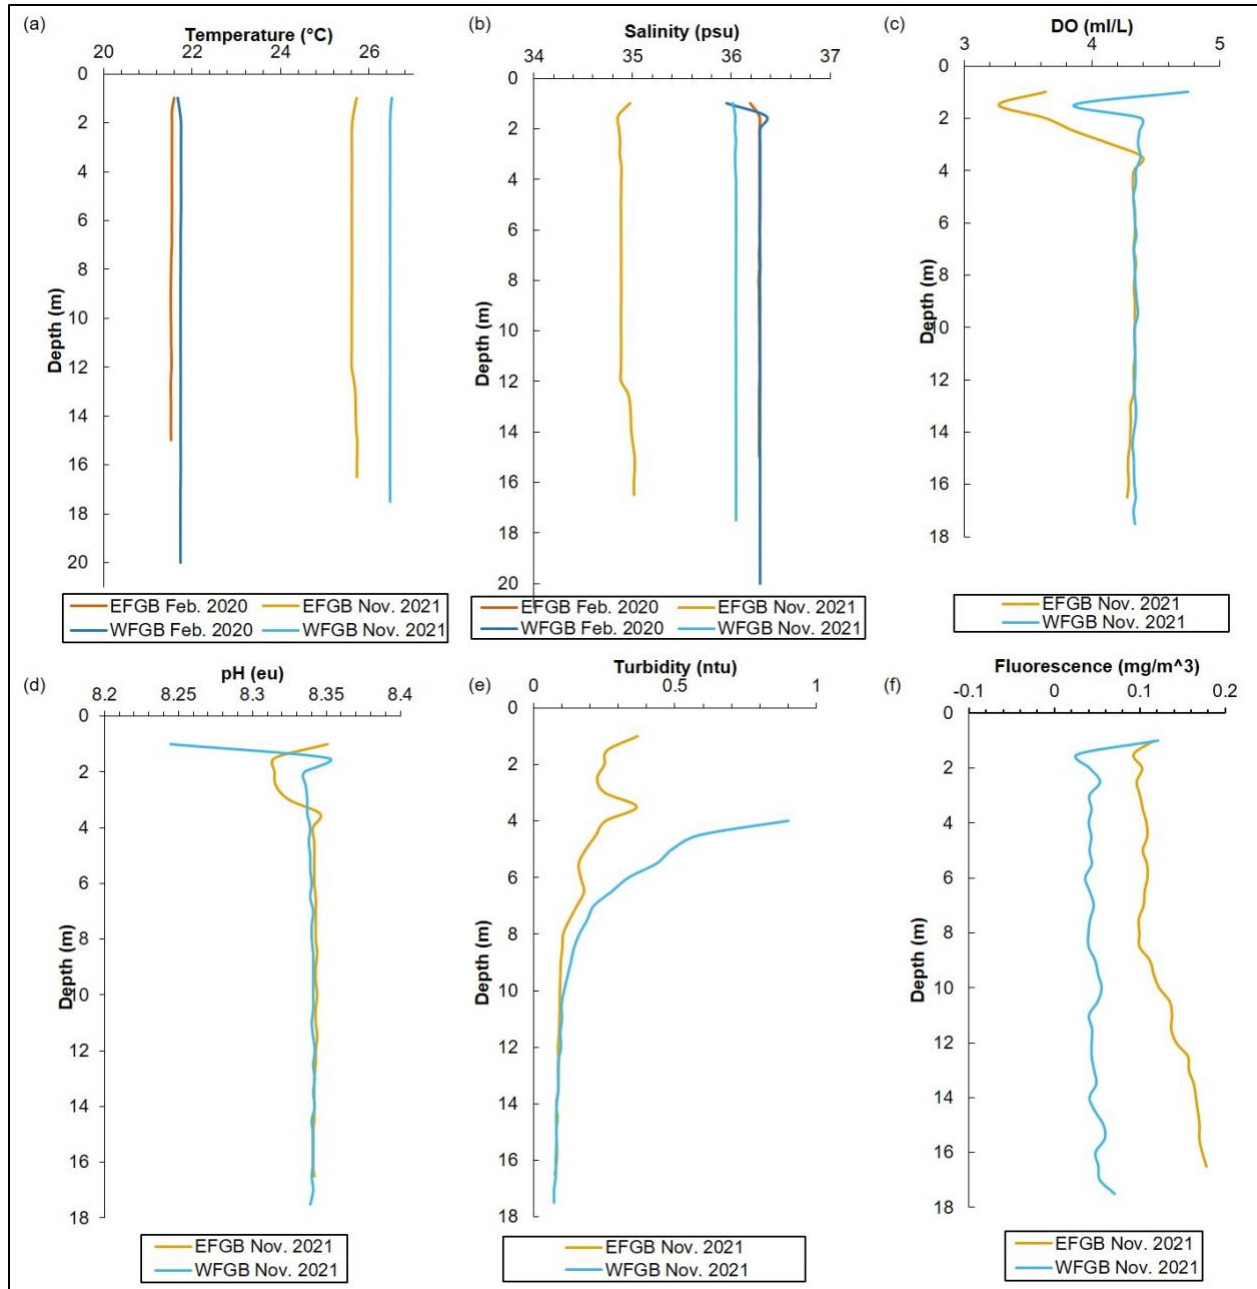 (a)
Temperature (°C)
20 22 24 26
0
2
4
6
8
10
12
14
16
18
20
Depth (m)
EFGB Feb. 2020 EFGB Nov. 2021
WFGB Feb. 2020 WFGB Nov. 2021
(b)
Salinity (psu)
34 35 36 37
0
2
4
6
8
10
12
14
16
18
20
Depth (m)
EFGB Feb. 2020 EFGB Nov. 2021
WFGB Feb. 2020 WFGB Nov. 2021
(c)
DO (ml/L)
3 4 5
0
2
4
6
8
10
12
14
16
18
Depth (m)
EFGB Nov. 2021
WFGB Nov. 2021
(d)
pH (eu)
8.2 8.25 8.3 8.35 8.4
0
2
4
6
8
10
12
14
16
18
Depth (m)
EFGB Nov. 2021
WFGB Nov. 2021
(e)
Turbidity (ntu)
0 0.5 1
0
2
4
6
8
10
12
14
16
18
Depth (m)
EFGB Nov. 2021
WFGB Nov. 2021
(f)
Fluorescence (mg/m^3)
-0.1 0 0.1 0.2
0
2
4
6
8
10
12
14
16
18
Depth (m)
EFGB Nov. 2021
WFGB Nov. 2021